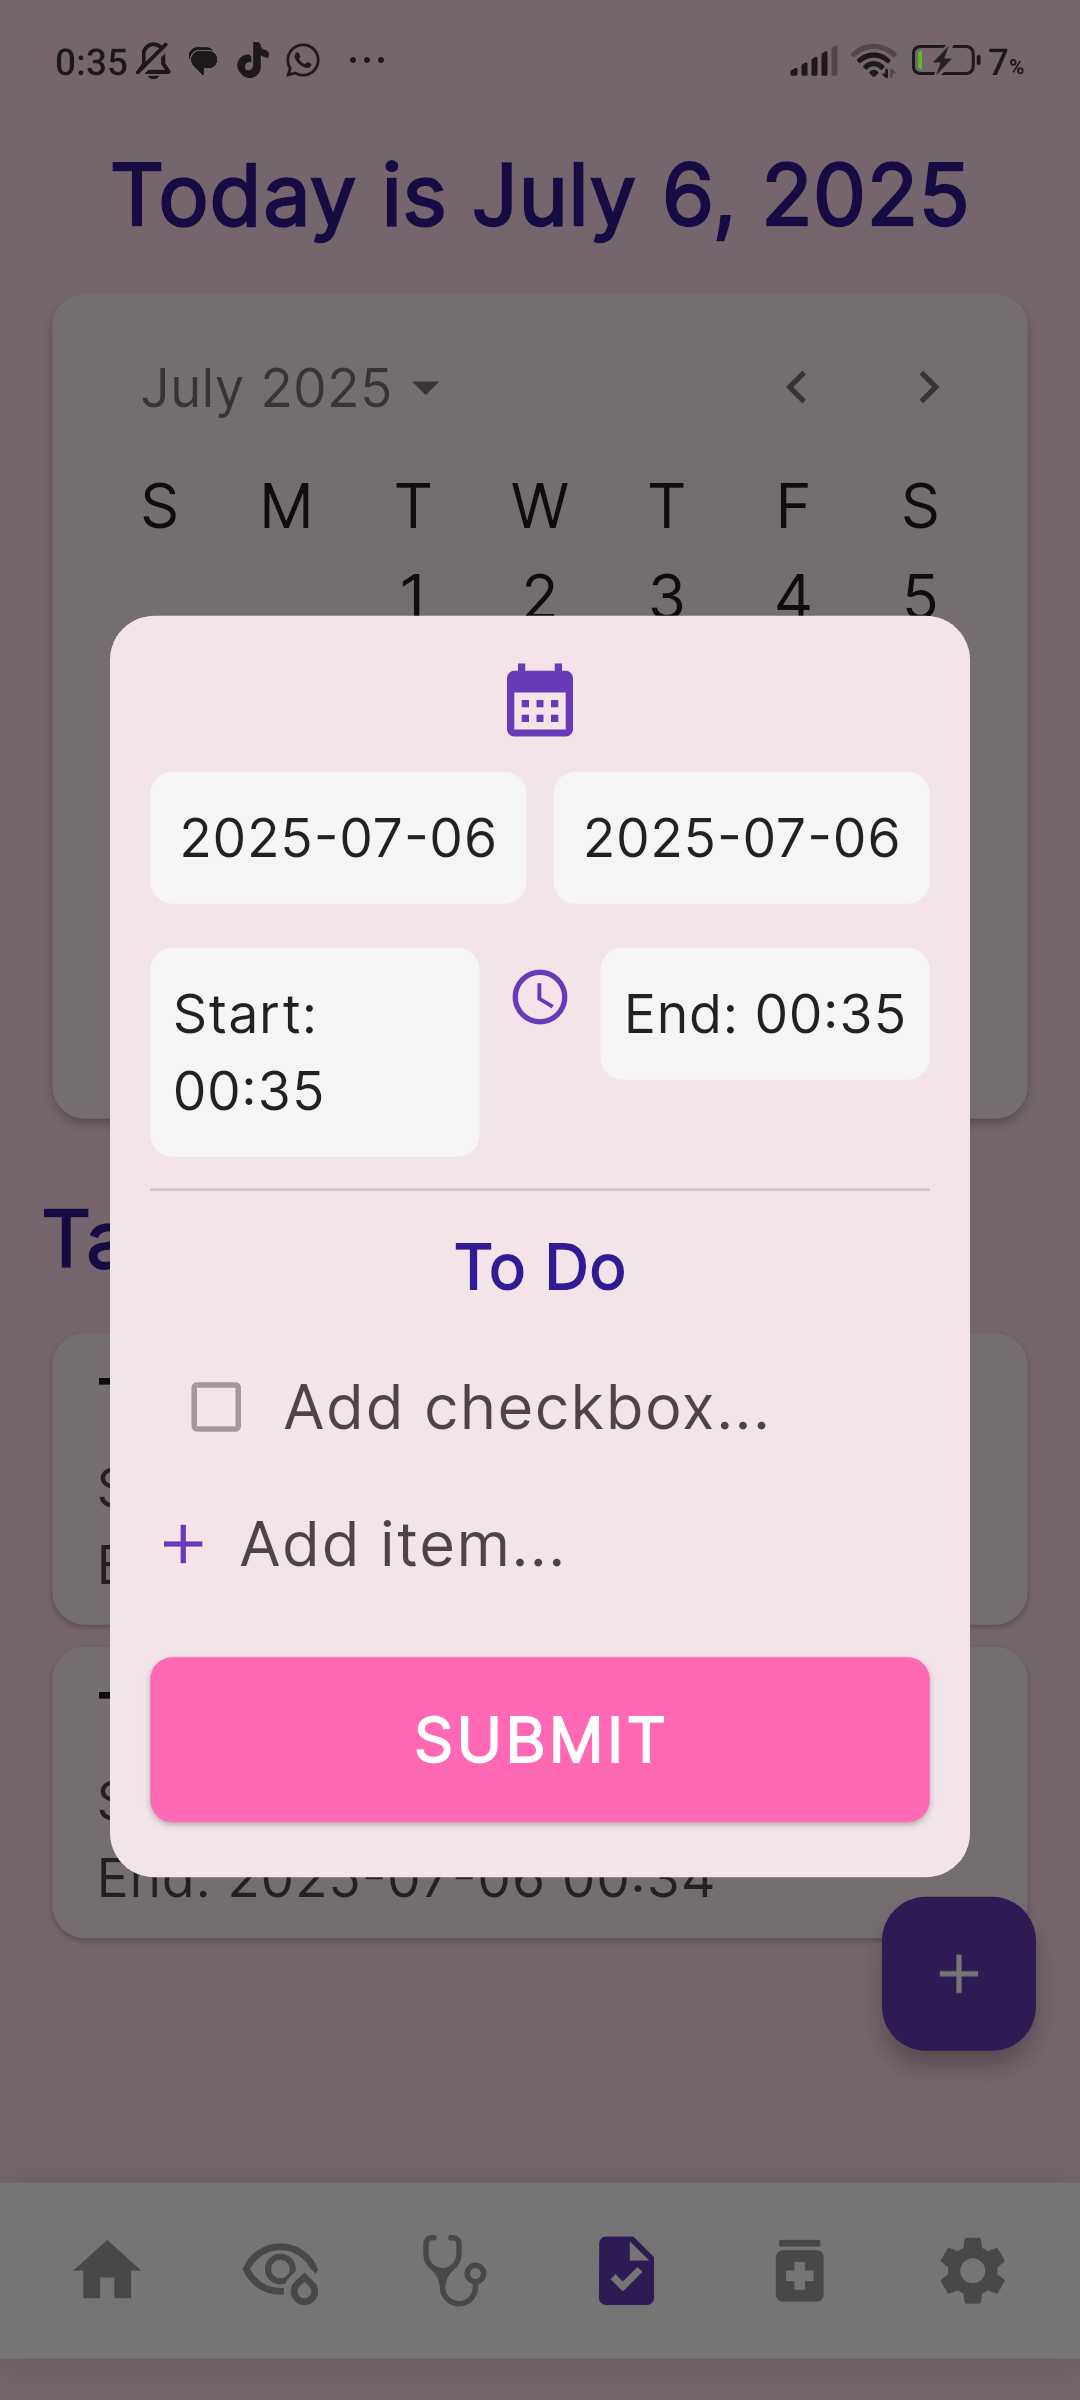 0:35
7%
Today is July 6, 2025
July 2025
S M T W T F S
1 2 3 4 5
2025-07-06 2025-07-06
Start: 00:35
End: 00:35
To Do
Add checkbox...
Add item...
SUBMIT
End: 2025-07-06 00:34